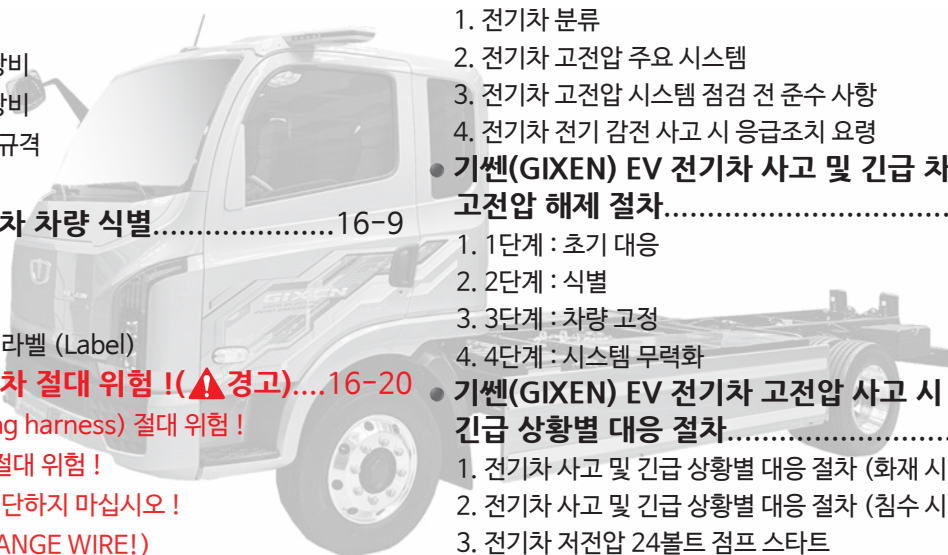 장비
장비
규격
차 차량 식별....................16-9
라벨 (Label)
차 절대 위험 !(경고)....16-20
ng harness) 절대 위험 !
절대 위험 !
단하지 마십시오 !
ANGE WIRE!)
1. 전기차 분류
2. 전기차 고전압 주요 시스템
3. 전기차 고전압 시스템 점검 전 준수 사항
4. 전기차 전기 감전 사고 시 응급조치 요령
● 기쎈(GIXEN) EV 전기차 사고 및 긴급 차
고전압 해제 절차................................
1. 1단계 : 초기 대응
2. 2단계 : 식별
3. 3단계 : 차량 고정
4. 4단계 : 시스템 무력화
● 기쎈(GIXEN) EV 전기차 고전압 사고 시
긴급 상황별 대응 절차.........................
1. 전기차 사고 및 긴급 상황별 대응 절차 (화재 시
2. 전기차 사고 및 긴급 상황별 대응 절차 (침수 시
3. 전기차 저전압 24볼트 점프 스타트
GIXEN